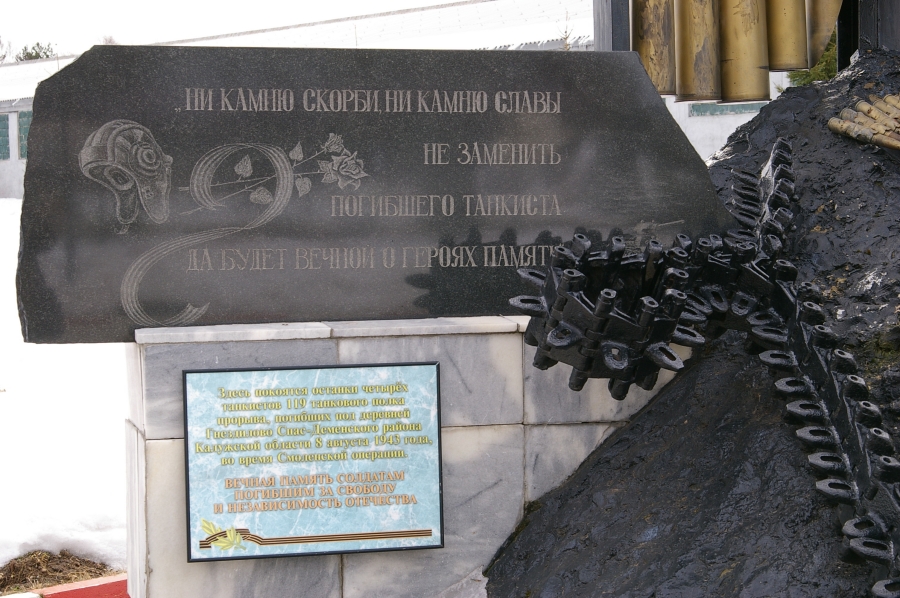 „НИ КАМНЮ СКОРБИ, НИ КАМНЮ СЛАВЫ
НЕ ЗАМЕНИТЬ
ПОГИБШЕГО ТАНКИСТА
ДА БУДЕТ ВЕЧНОЙ О ГЕРОЯХ ПАМЯТЬ
Здесь покоятся останки четырёх
танкистов 119 танкового полка
прорыва, погибших под деревней
Гнездилово Спас-Деменского района
Калужской области 8 августа 1943 года,
во время Смоленской операции.
ВЕЧНАЯ ПАМЯТЬ СОЛДАТАМ
ПОГИБШИМ ЗА СВОБОДУ
И НЕЗАВИСИМОСТЬ ОТЕЧЕСТВА